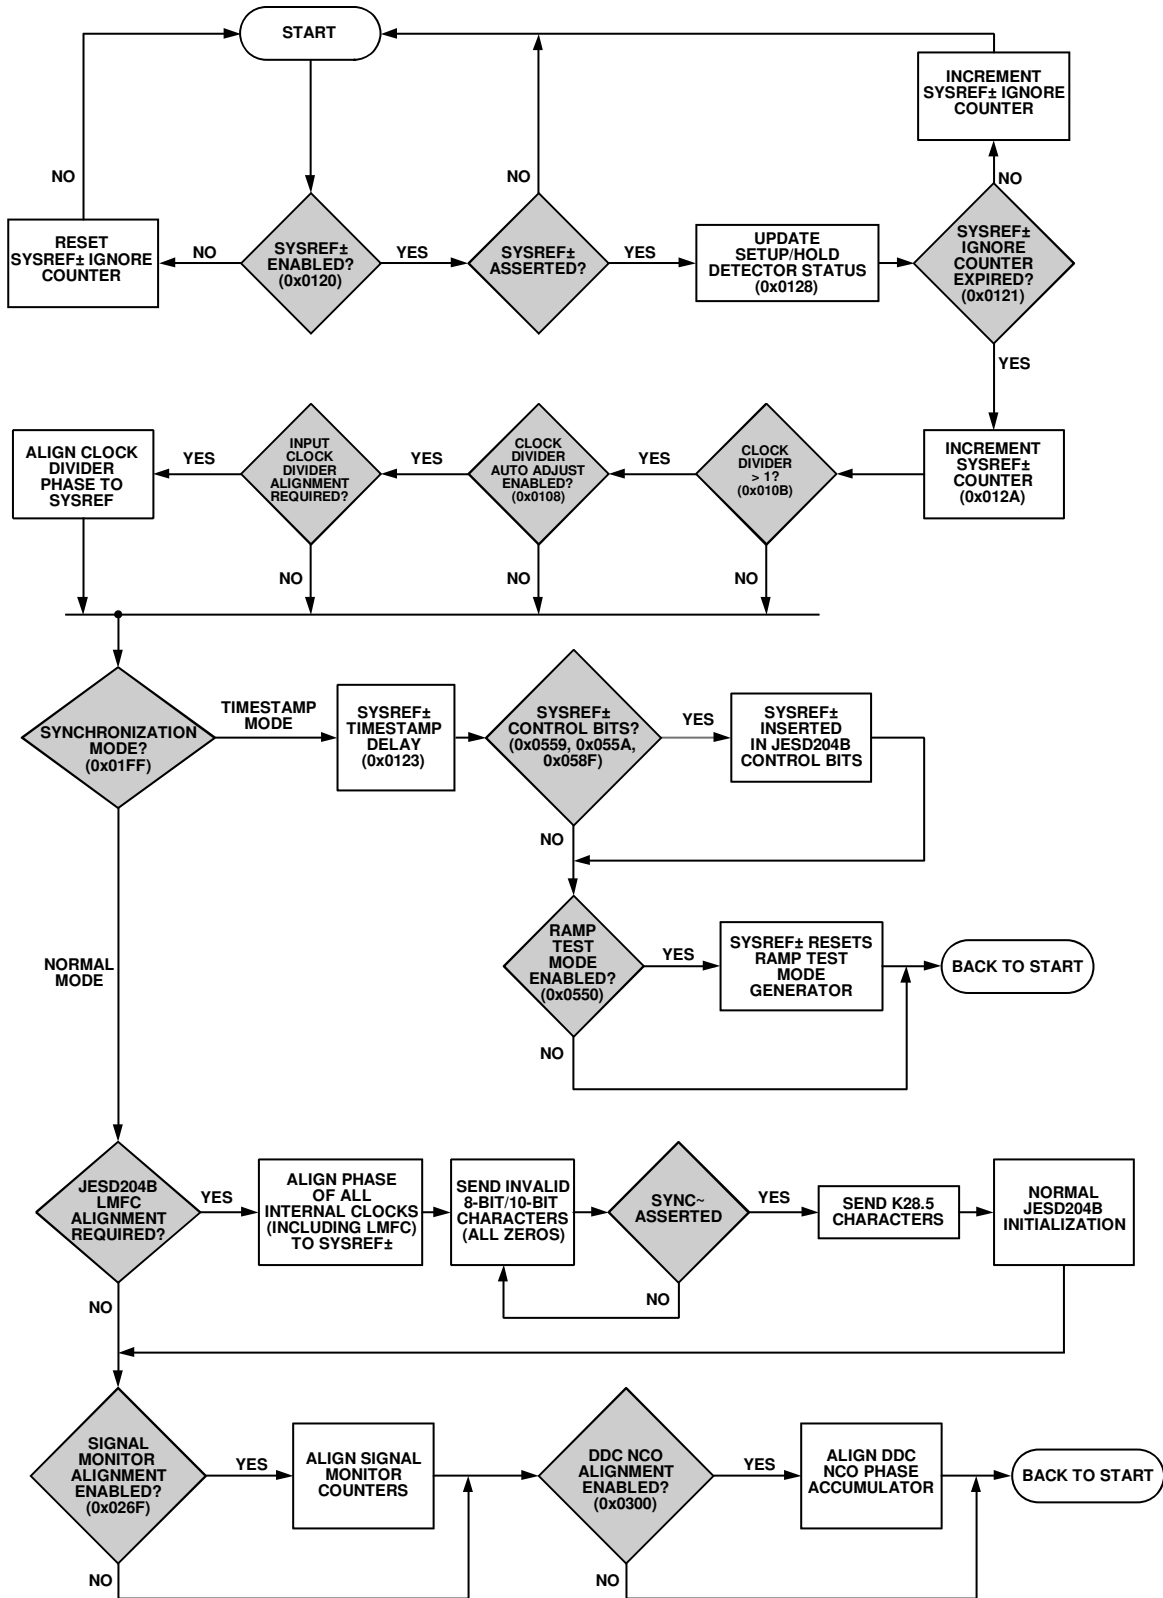 START
INCREMENT
SYSREF± IGNORE
COUNTER
NO
NO
NO
RESET
SYSREF± IGNORE
COUNTER
NO
SYSREF±
ENABLED?
(0x0120)
YES
SYSREF±
ASSERTED?
YES
UPDATE
SETUP/HOLD
DETECTOR STATUS
(0x0128)
SYSREF±
IGNORE
COUNTER
EXPIRED?
(0x0121)
YES
ALIGN CLOCK
DIVIDER
PHASE TO
SYSREF
YES
INPUT
CLOCK
DIVIDER
ALIGNMENT
REQUIRED?
YES
CLOCK
DIVIDER
AUTO ADJUST
ENABLED?
(0x0108)
YES
CLOCK
DIVIDER
> 1?
(0x010B)
INCREMENT
SYSREF±
COUNTER
(0x012A)
NO
NO
NO
SYNCHRONIZATION
MODE?
(0x01FF)
TIMESTAMP
MODE
SYSREF±
TIMESTAMP
DELAY
(0x0123)
SYSREF±
CONTROL BITS?
(0x0559, 0x055A,
0x058F)
YES
SYSREF±
INSERTED
IN JESD204B
CONTROL BITS
NO
NORMAL
MODE
RAMP
TEST
MODE
ENABLED?
(0x0550)
YES
SYSREF± RESETS
RAMP TEST
MODE
GENERATOR
BACK TO START
NO
JESD204B
LMFC
ALIGNMENT
REQUIRED?
YES
ALIGN PHASE
OF ALL
INTERNAL CLOCKS
(INCLUDING LMFC)
TO SYSREF±
SEND INVALID
8-BIT/10-BIT
CHARACTERS
(ALL ZEROS)
SYNC~
ASSERTED
YES
SEND K28.5
CHARACTERS
NORMAL
JESD204B
INITIALIZATION
NO
NO
SIGNAL
MONITOR
ALIGNMENT
ENABLED?
(0x026F)
YES
ALIGN SIGNAL
MONITOR
COUNTERS
DDC NCO
ALIGNMENT
ENABLED?
(0x0300)
YES
ALIGN DDC
NCO PHASE
ACCUMULATOR
BACK TO START
NO
NO